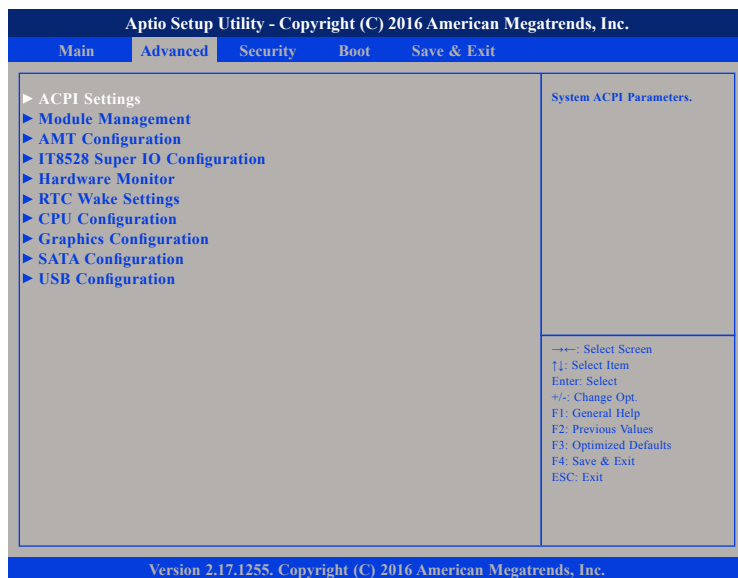 Aptio Setup Utility - Copyright (C) 2016 American Megatrends, Inc.
Main Advanced Security Boot Save & Exit
► ACPI Settings
► Module Management
► AMT Configuration
► IT8528 Super IO Configuration
► Hardware Monitor
► RTC Wake Settings
► CPU Configuration
► Graphics Configuration
► SATA Configuration
► USB Configuration
System ACPI Parameters.
→←: Select Screen
↑↓: Select Item
Enter: Select
+/-: Change Opt.
F1: General Help
F2: Previous Values
F3: Optimized Defaults
F4: Save & Exit
ESC: Exit
Version 2.17.1255. Copyright (C) 2016 American Megatrends, Inc.